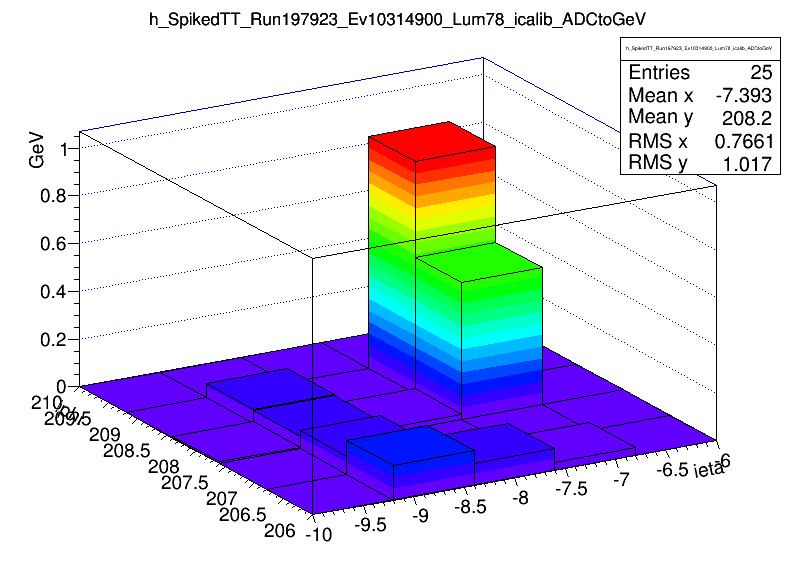 h_SpikedTT_Run197923_Ev10314900_Lum78_icalib_ADCtoGeV
h_SpikedTT_Run197923_Ev10314900_Lum78_icalib_ADCtoGeV
Entries 25
Mean x -7.393
Mean y 208.2
RMS x 0.7661
RMS y 1.017
GeV
1
0.8
0.6
0.4
0.2
0
210
209.5
209
208.5
208
207.5
207
206.5
206
-10
-9.5
-9
-8.5
-8
-7.5
-7
-6.5
-6
ieta